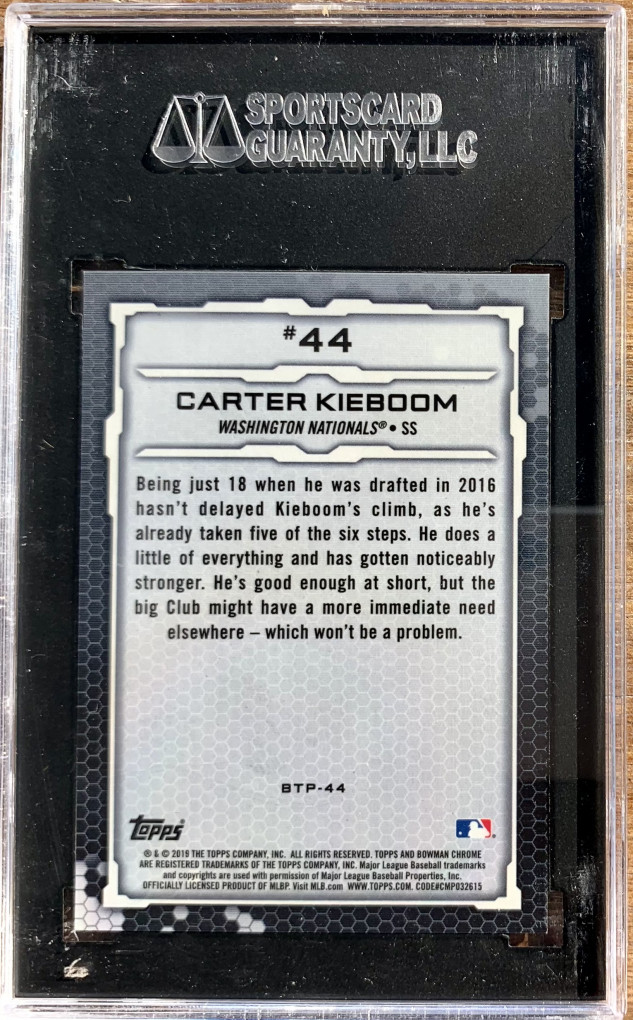 SPORTSCARD
GUARANTY, LLC
#44
CARTER KIEBOOM
WASHINGTON NATIONALS® • SS
Being just 18 when he was drafted in 2016
hasn't delayed Kieboom's climb, as he's
already taken five of the six steps. He does a
little of everything and has gotten noticeably
stronger. He's good enough at short, but the
big Club might have a more immediate need
elsewhere – which won't be a problem.
BTP-44
Topps
® & © 2019 THE TOPPS COMPANY, INC. ALL RIGHTS RESERVED. TOPPS AND BOWMAN CHROME
ARE REGISTERED TRADEMARKS OF THE TOPPS COMPANY, INC. Major League Baseball trademarks
and copyrights are used with permission of Major League Baseball Properties, Inc.
OFFICIALLY LICENSED PRODUCT OF MLBP. Visit MLB.com WWW.TOPPS.COM. CODE#CMP032615